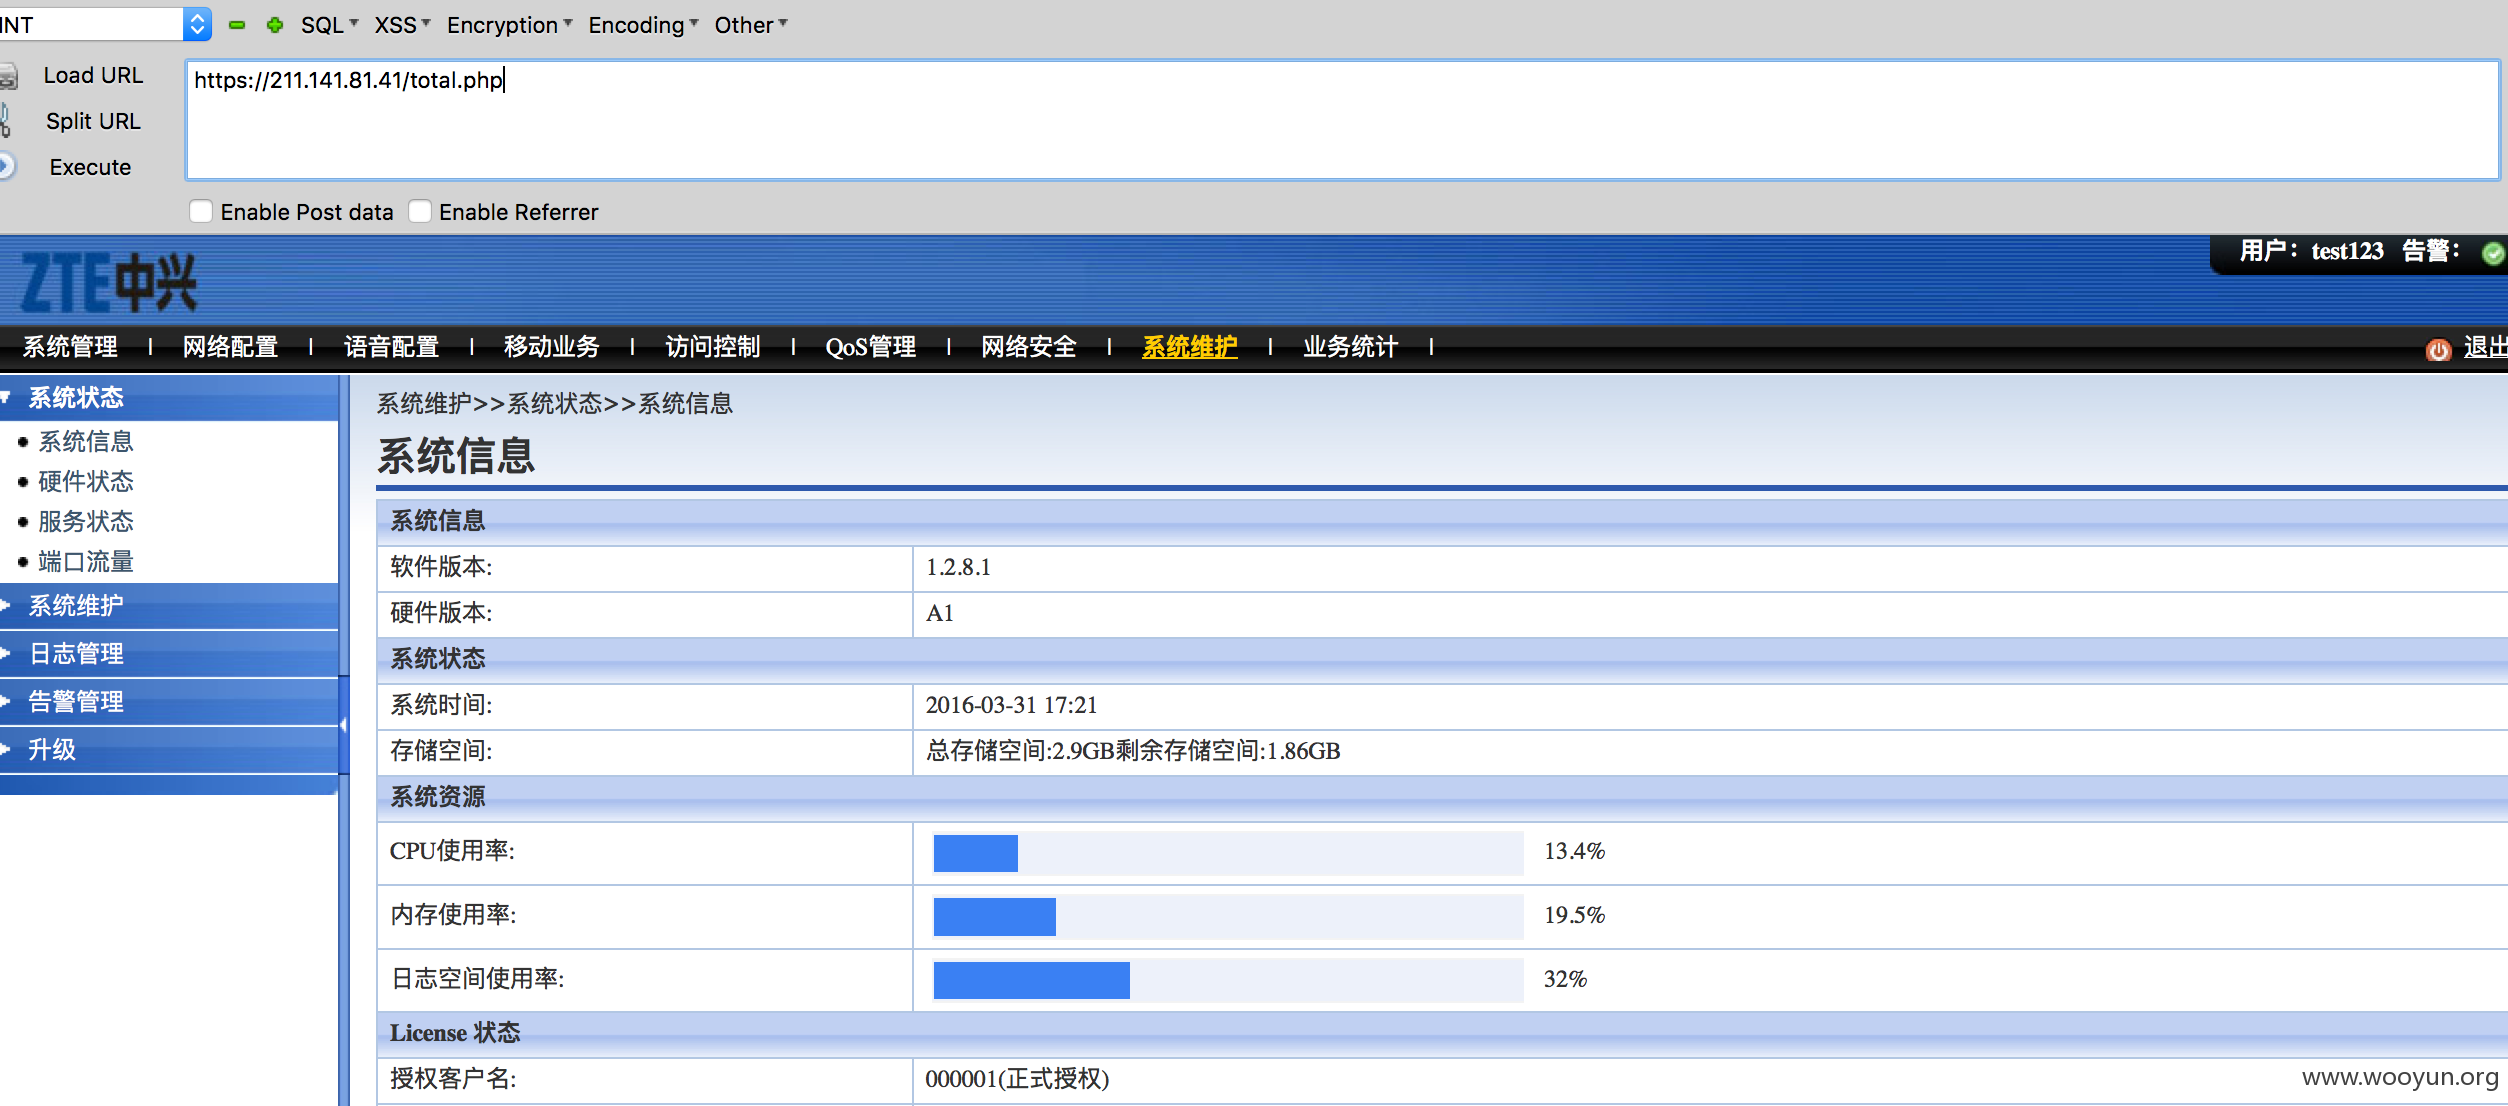 INT SQL XSS Encryption Encoding Other
Load URL
https://211.141.81.41/total.php
Split URL
Execute
Enable Post data Enable Referrer
ZTE中兴
用户：test123 告警：
系统管理 | 网络配置 | 语音配置 | 移动业务 | 访问控制 | QoS管理 | 网络安全 | 系统维护 | 业务统计 |
退出
系统状态
系统信息
硬件状态
服务状态
端口流量
系统维护
日志管理
告警管理
升级
系统维护>>系统状态>>系统信息
系统信息
系统信息
软件版本: 1.2.8.1
硬件版本: A1
系统状态
系统时间: 2016-03-31 17:21
存储空间: 总存储空间:2.9GB剩余存储空间:1.86GB
系统资源
CPU使用率: 13.4%
内存使用率: 19.5%
日志空间使用率: 32%
License 状态
授权客户名: 000001(正式授权)
www.wooyun.org